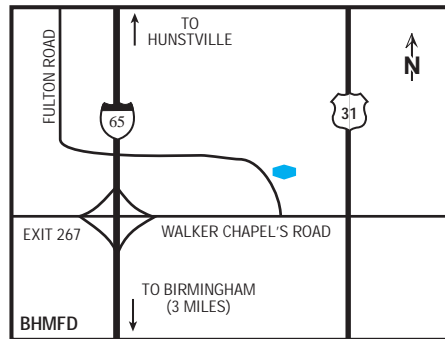 TO
HUNSTVILLE
FULTON ROAD
N
65
31
EXIT 267
WALKER CHAPEL'S ROAD
TO BIRMINGHAM
(3 MILES)
BHMFD